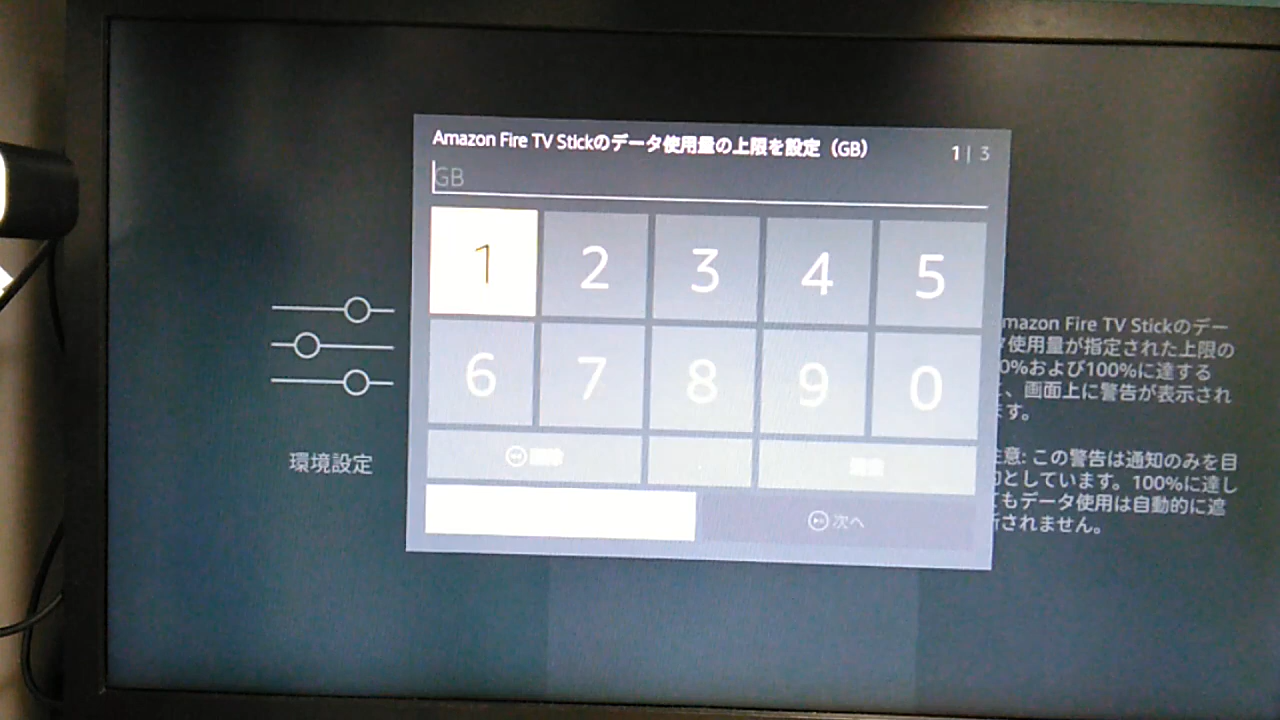 Amazon Fire TV Stickのデータ使用量の上限を設定（GB）
1 | 3
GB
1 2 3 4 5
6 7 8 9 0
次へ
環境設定
mazon Fire TV Stickのデー
使用量が指定された上限の
0%および100%に達する
、画面上に警告が表示され
ます。
注意: この警告は通知のみを目
的としています。100%に達し
てもデータ使用は自動的に遮
断されません。